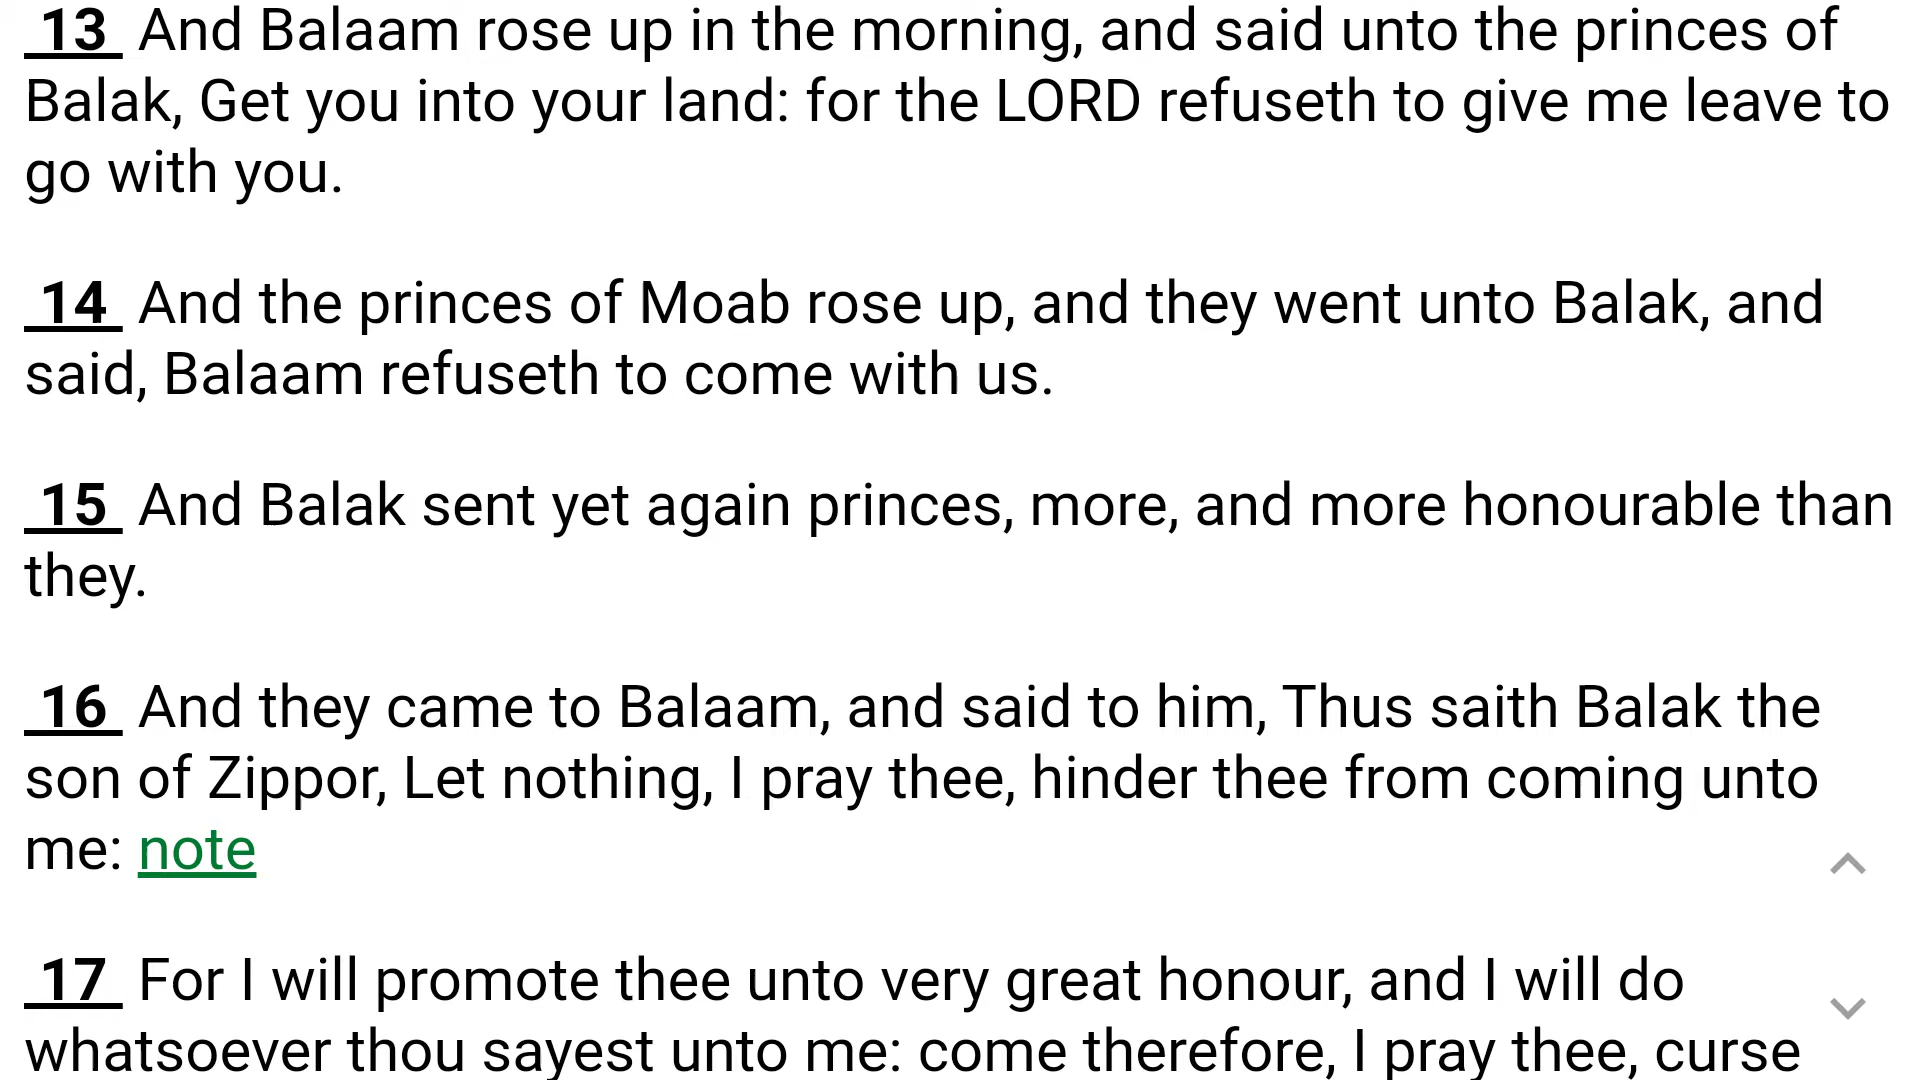 13 And Balaam rose up in the morning, and said unto the princes of
Balak, Get you into your land: for the LORD refuseth to give me leave to
go with you.
14 And the princes of Moab rose up, and they went unto Balak, and
said, Balaam refuseth to come with us.
15 And Balak sent yet again princes, more, and more honourable than
they.
16 And they came to Balaam, and said to him, Thus saith Balak the
son of Zippor, Let nothing, I pray thee, hinder thee from coming unto
me: note
17 For I will promote thee unto very great honour, and I will do
whatsoever thou sayest unto me: come therefore, I pray thee, curse